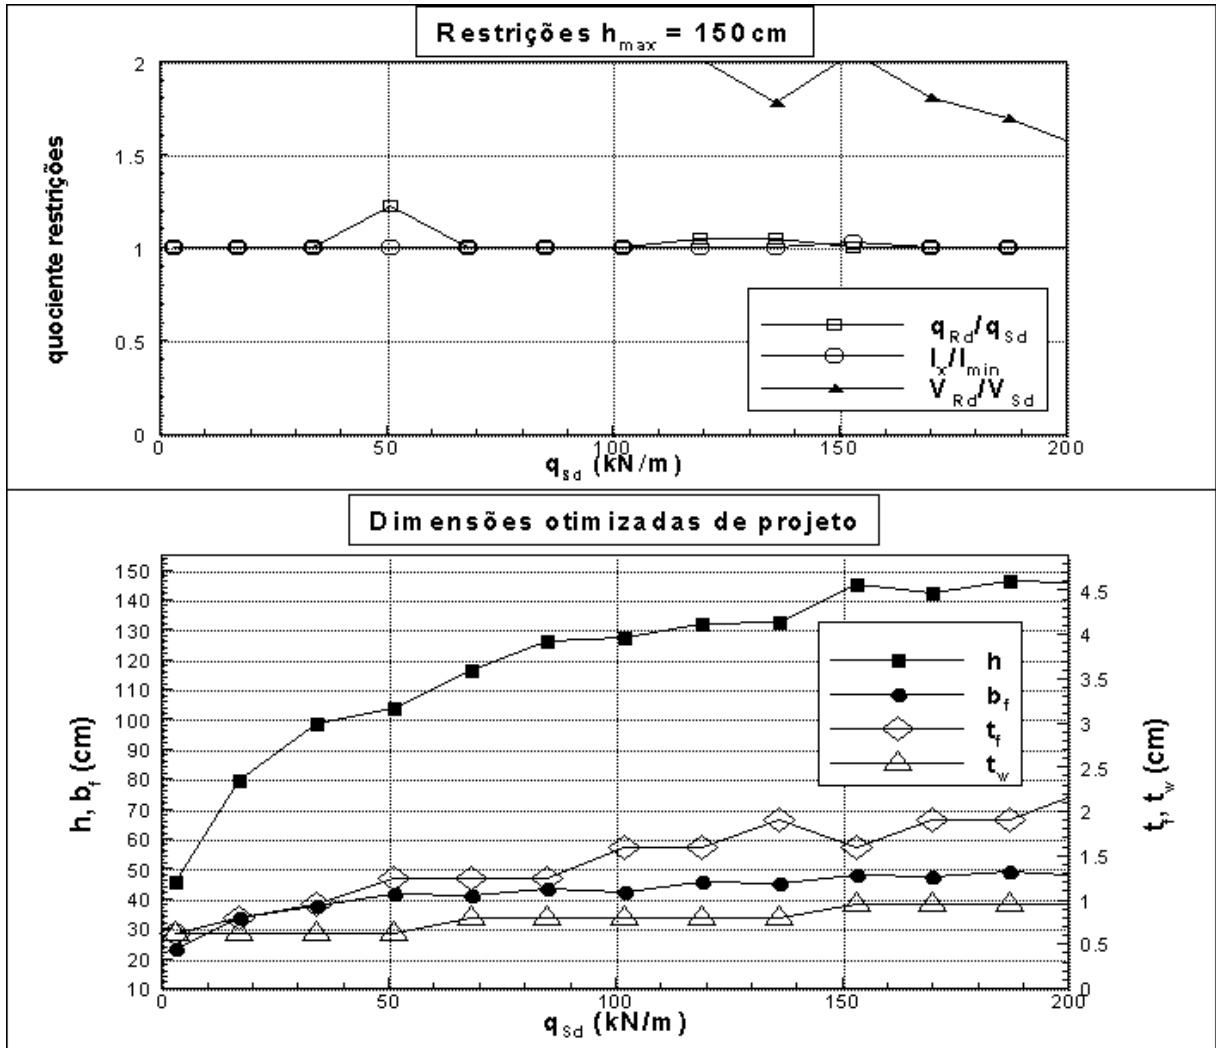 Restrições h_max = 150 cm
quociente restrições
2
1.5
1
0.5
0
q_Rd/q_Sd
I_x/I_min
V_Rd/V_Sd
0 50 100 150 200
q_sd (kN/m)
Dimensões otimizadas de projeto
h, b_f (cm)
150
140
130
120
110
100
90
80
70
60
50
40
30
20
10
h
b_f
t_f
t_w
4.5
4
3.5
3
2.5
2
1.5
1
0.5
0
t_f, t_w (cm)
0 50 100 150 200
q_Sd (kN/m)